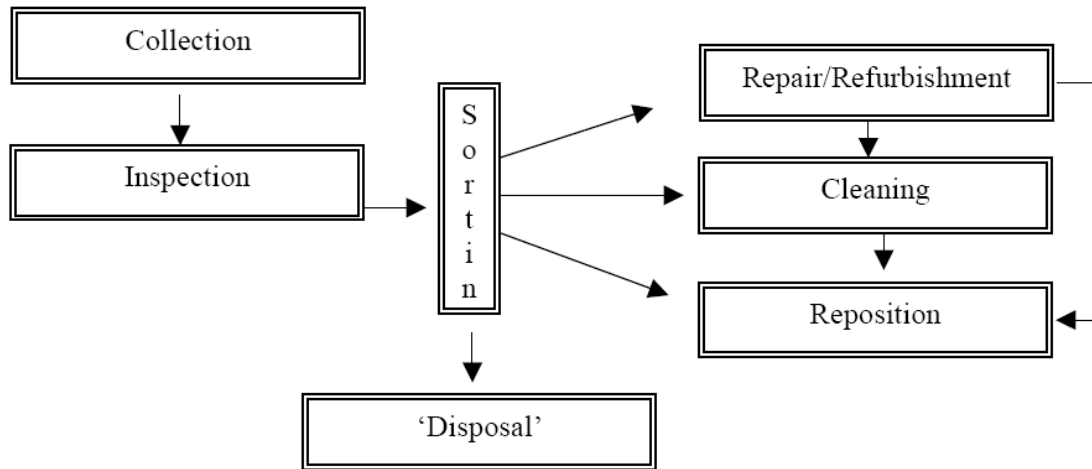 Collection
Inspection
S
o
r
t
i
n
Repair/Refurbishment
Cleaning
Reposition
‘Disposal’